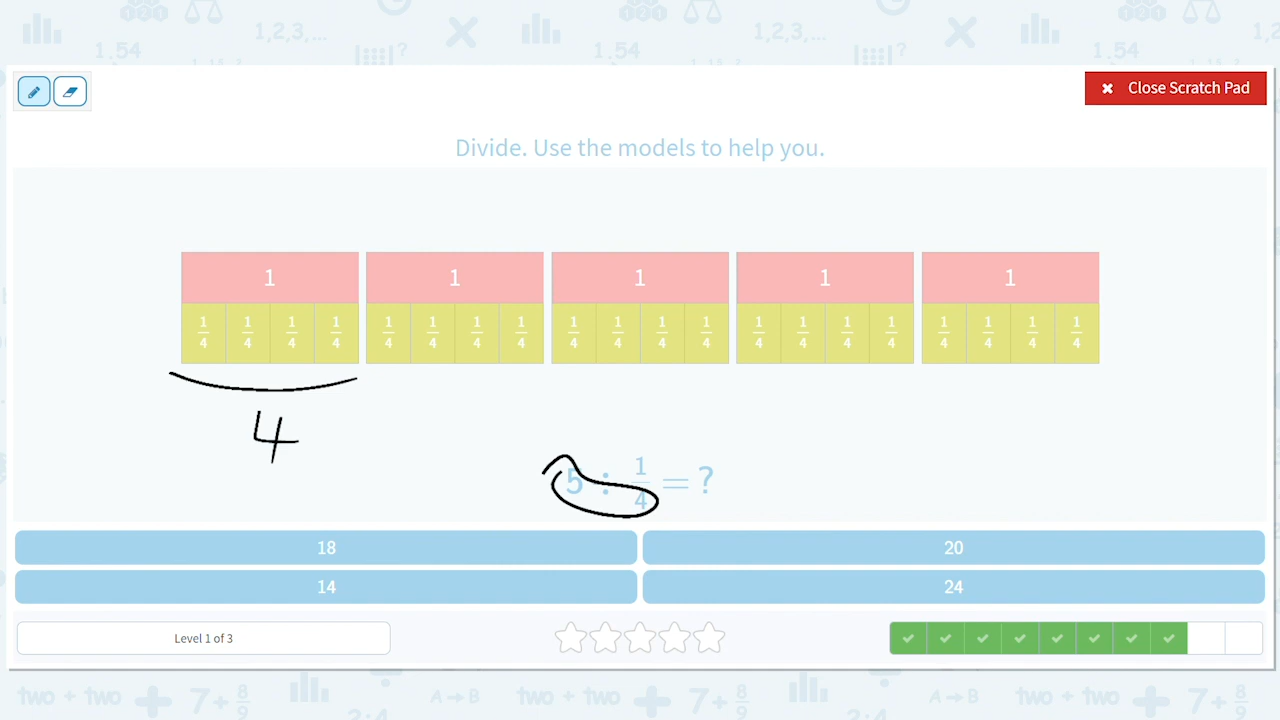 Close Scratch Pad
Divide. Use the models to help you.
1 1 1 1 1
1/4 1/4 1/4 1/4 1/4 1/4 1/4 1/4 1/4 1/4 1/4 1/4 1/4 1/4 1/4 1/4 1/4 1/4 1/4 1/4
4
5 : 1/4 = ?
18 20
14 24
Level 1 of 3